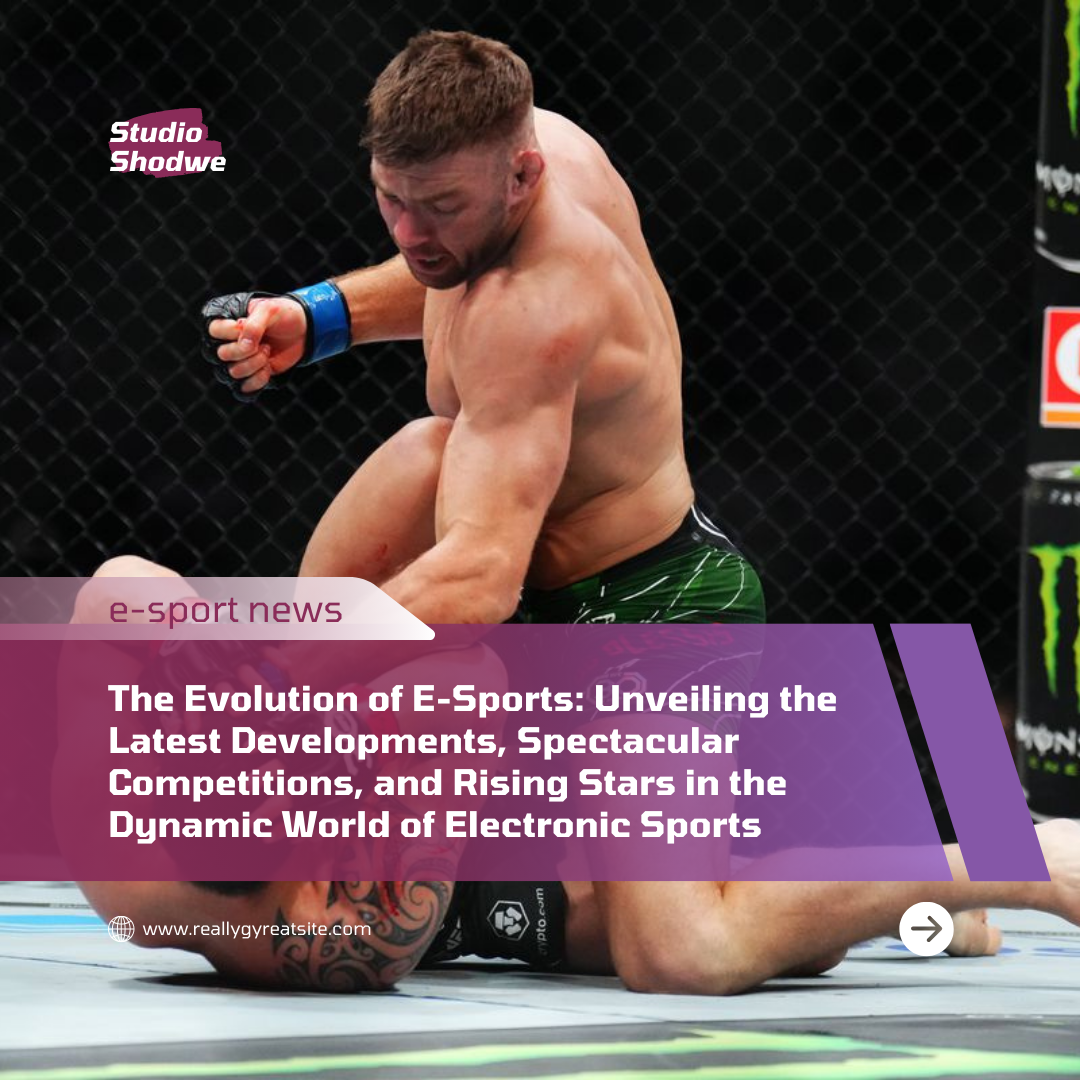 Studio
Shodwe
e-sport news
The Evolution of E-Sports: Unveiling the
Latest Developments, Spectacular
Competitions, and Rising Stars in the
Dynamic World of Electronic Sports
www.reallygyreatsite.com